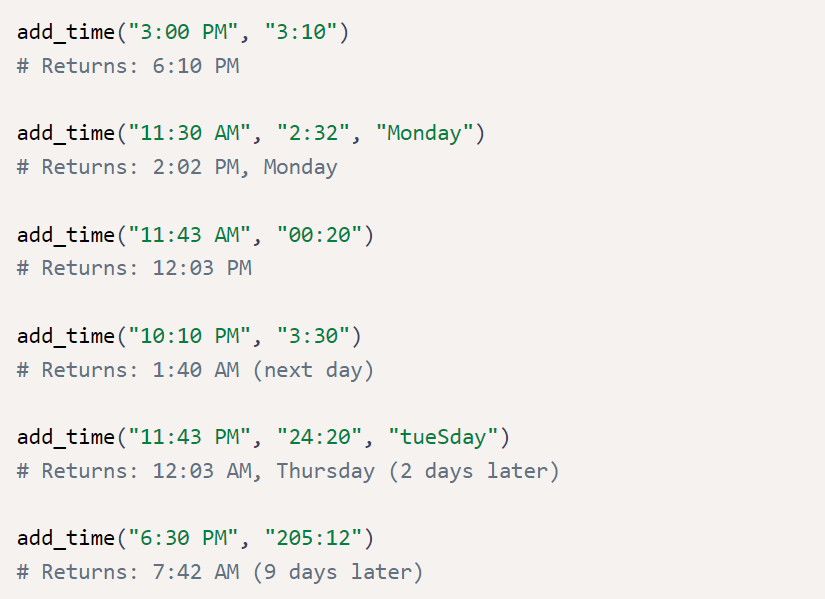 add_time("3:00 PM", "3:10")
# Returns: 6:10 PM
add_time("11:30 AM", "2:32", "Monday")
# Returns: 2:02 PM, Monday
add_time("11:43 AM", "00:20")
# Returns: 12:03 PM
add_time("10:10 PM", "3:30")
# Returns: 1:40 AM (next day)
add_time("11:43 PM", "24:20", "tueSday")
# Returns: 12:03 AM, Thursday (2 days later)
add_time("6:30 PM", "205:12")
# Returns: 7:42 AM (9 days later)